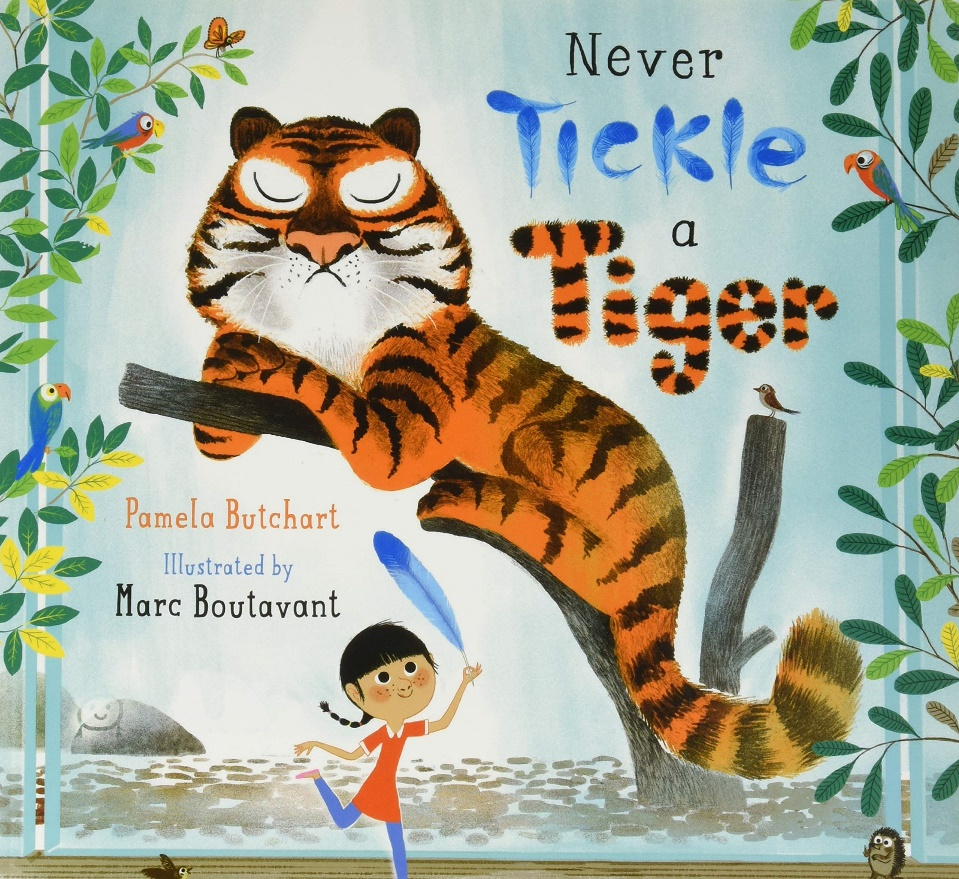 Never
Tickle
a
Tiger
Pamela Butchart
Illustrated by
Marc Boutavant